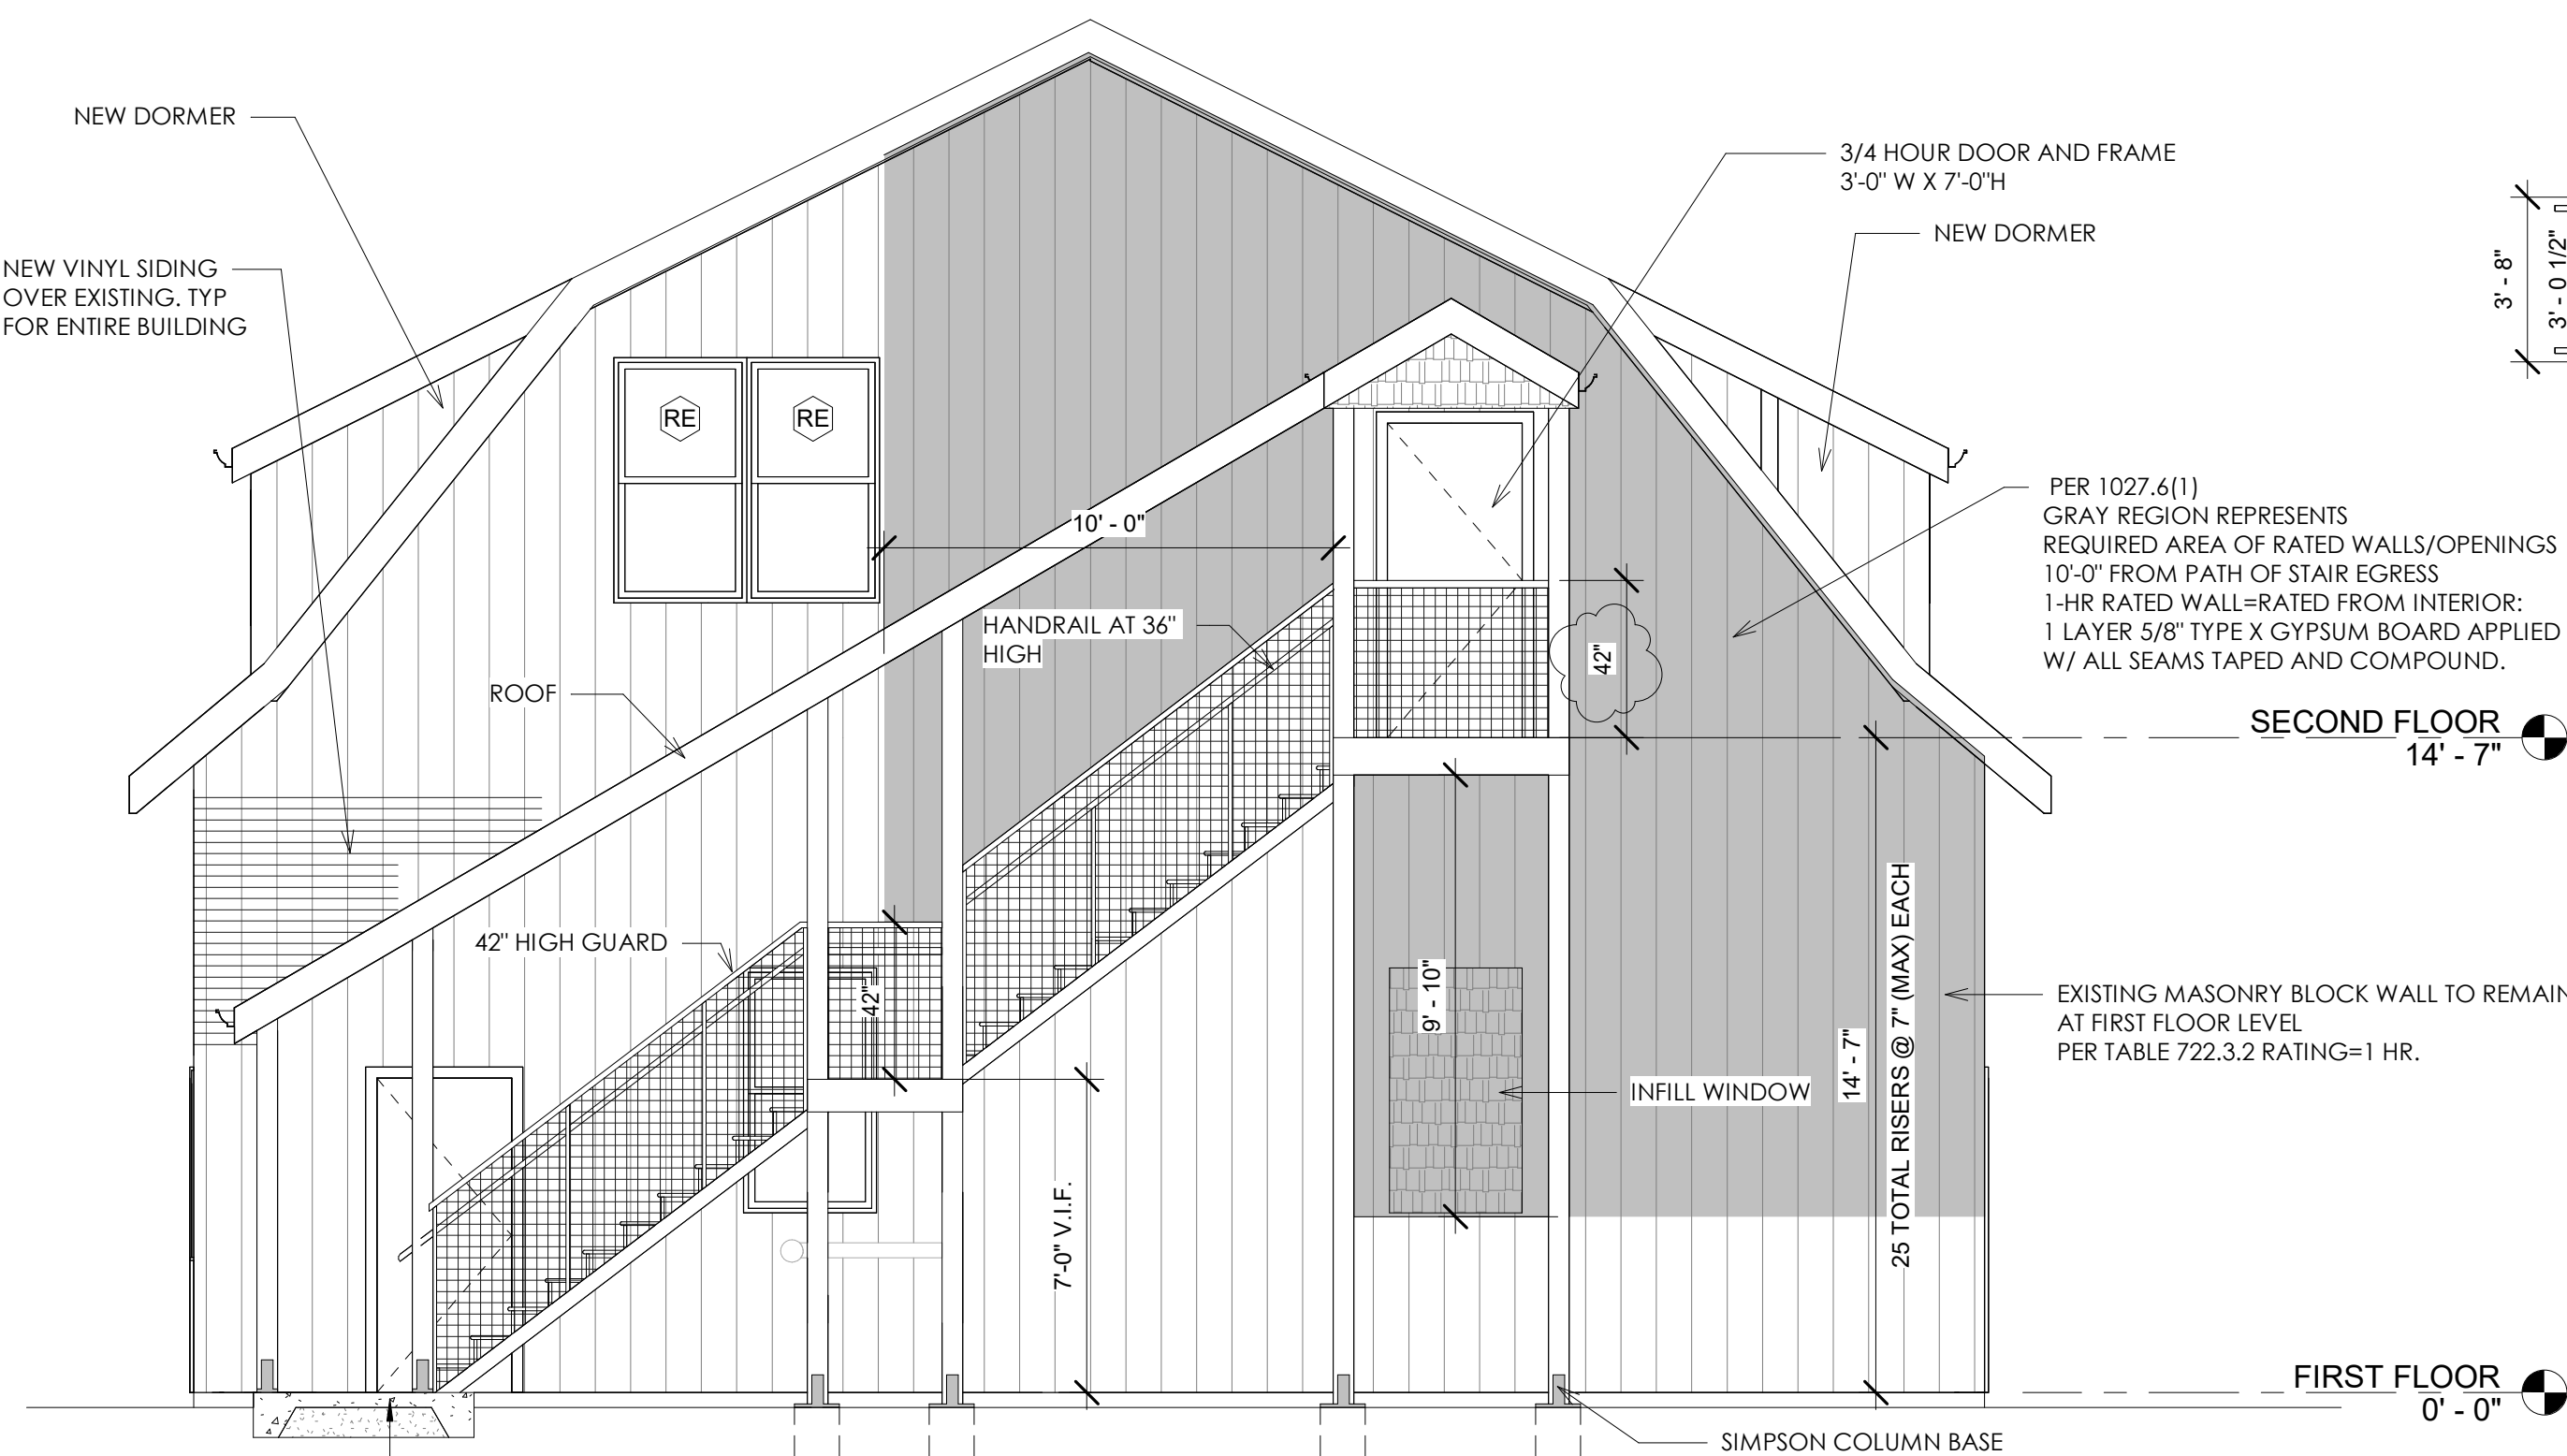 NEW DORMER
3/4 HOUR DOOR AND FRAME
3'-0" W X 7'-0"H
NEW DORMER
3' - 8"
3' - 0 1/2"
NEW VINYL SIDING
OVER EXISTING. TYP
FOR ENTIRE BUILDING
RE
RE
10' - 0"
PER 1027.6(1)
GRAY REGION REPRESENTS
REQUIRED AREA OF RATED WALLS/OPENINGS
10'-0" FROM PATH OF STAIR EGRESS
1-HR RATED WALL=RATED FROM INTERIOR:
1 LAYER 5/8" TYPE X GYPSUM BOARD APPLIED
W/ ALL SEAMS TAPED AND COMPOUND.
HANDRAIL AT 36"
HIGH
42"
ROOF
SECOND FLOOR
14' - 7"
42" HIGH GUARD
42"
9' - 10"
14' - 7"
25 TOTAL RISERS @ 7" (MAX) EACH
EXISTING MASONRY BLOCK WALL TO REMAIN
AT FIRST FLOOR LEVEL
PER TABLE 722.3.2 RATING=1 HR.
INFILL WINDOW
7'-0" V.I.F.
FIRST FLOOR
0' - 0"
SIMPSON COLUMN BASE